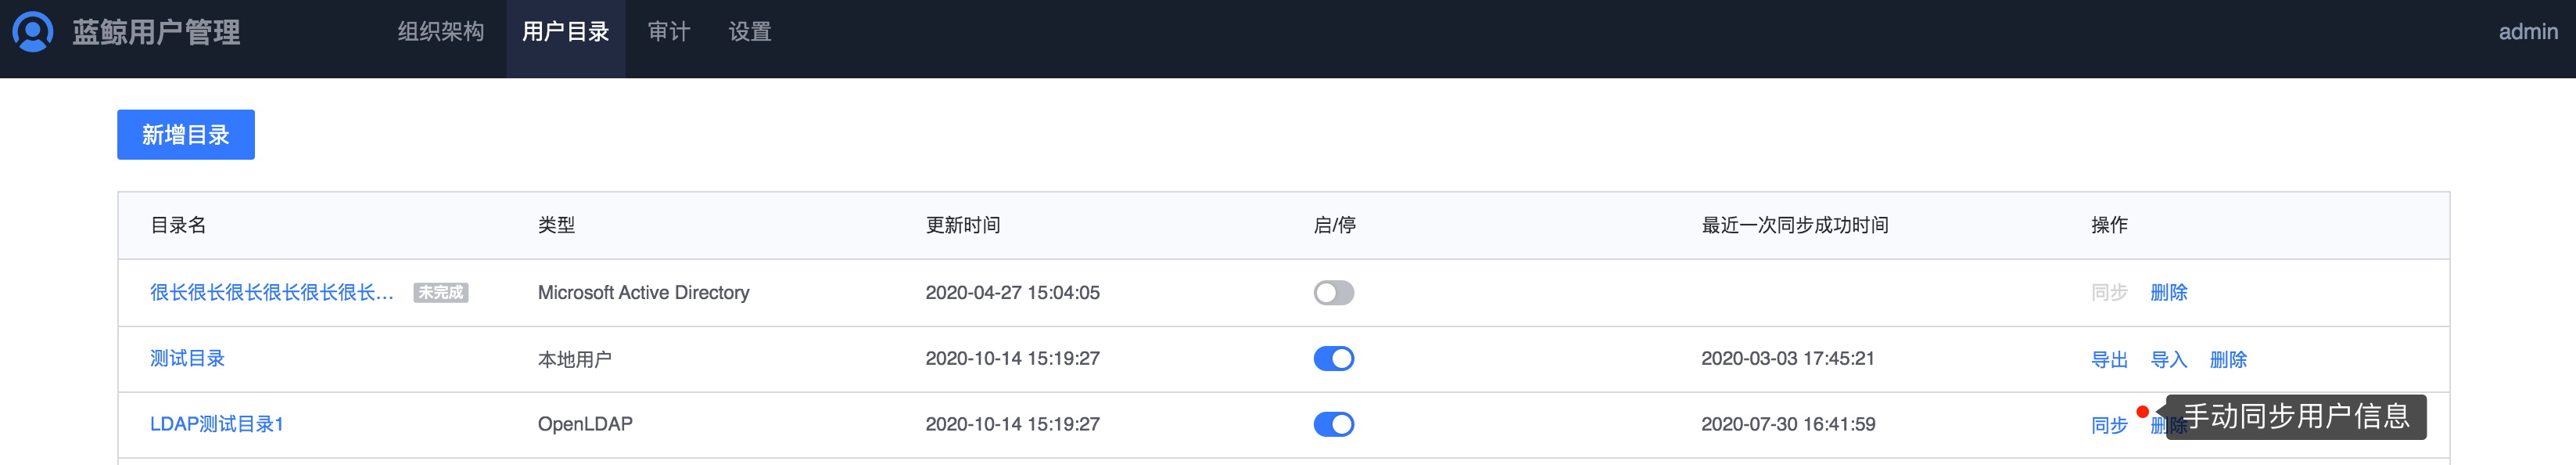 蓝鲸用户管理 组织架构 用户目录 审计 设置 admin
新增目录
目录名 类型 更新时间 启/停 最近一次同步成功时间 操作
很长很长很长很长很长很长... 未完成 Microsoft Active Directory 2020-04-27 15:04:05 同步 删除
测试目录 本地用户 2020-10-14 15:19:27 2020-03-03 17:45:21 导出 导入 删除
LDAP测试目录1 OpenLDAP 2020-10-14 15:19:27 2020-07-30 16:41:59 同步 删除 手动同步用户信息